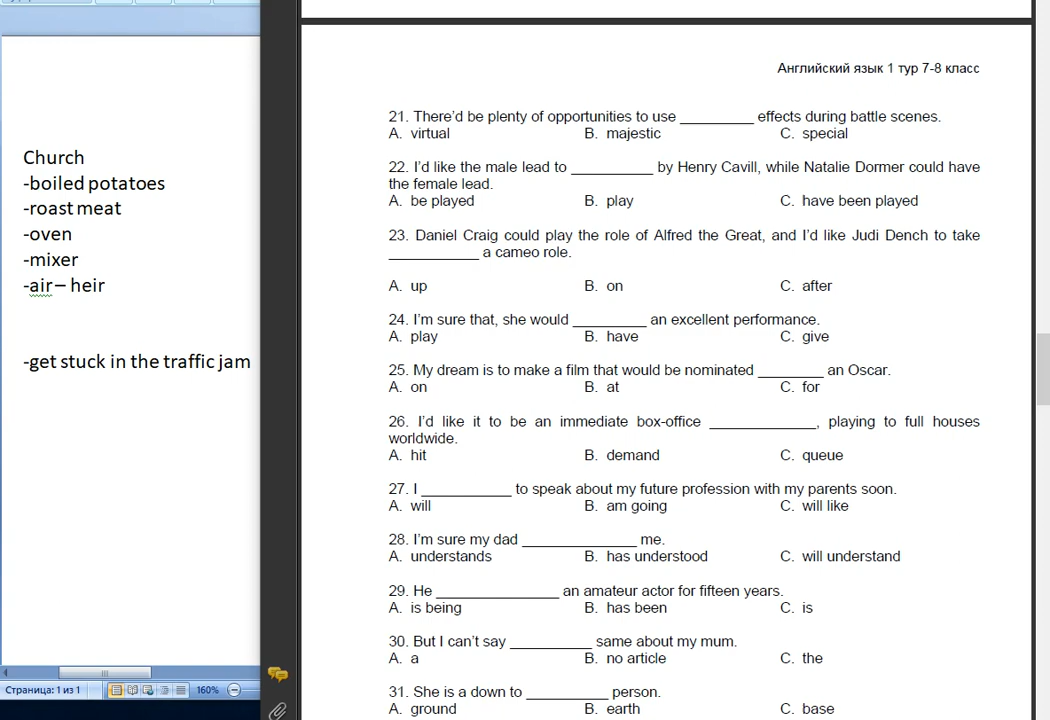 Church
-boiled potatoes
-roast meat
-oven
-mixer
-air – heir
-get stuck in the traffic jam
Страница: 1 из 1
160%
Английский язык 1 тур 7-8 класс
21. There’d be plenty of opportunities to use _________ effects during battle scenes.
A. virtual B. majestic C. special
22. I’d like the male lead to __________ by Henry Cavill, while Natalie Dormer could have
the female lead.
A. be played B. play C. have been played
23. Daniel Craig could play the role of Alfred the Great, and I’d like Judi Dench to take
___________ a cameo role.
A. up B. on C. after
24. I’m sure that, she would _________ an excellent performance.
A. play B. have C. give
25. My dream is to make a film that would be nominated ________ an Oscar.
A. on B. at C. for
26. I’d like it to be an immediate box-office _____________, playing to full houses
worldwide.
A. hit B. demand C. queue
27. I ___________ to speak about my future profession with my parents soon.
A. will B. am going C. will like
28. I’m sure my dad ______________ me.
A. understands B. has understood C. will understand
29. He _______________ an amateur actor for fifteen years.
A. is being B. has been C. is
30. But I can’t say __________ same about my mum.
A. a B. no article C. the
31. She is a down to __________ person.
A. ground B. earth C. base